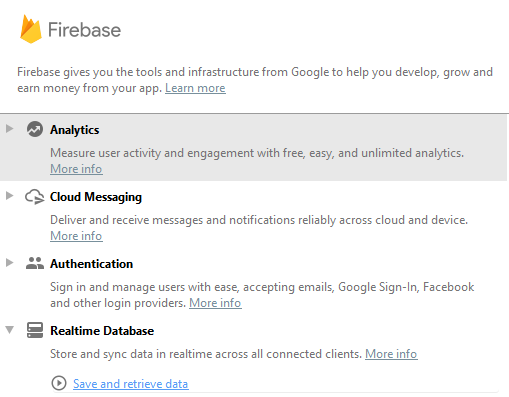 Firebase
Firebase gives you the tools and infrastructure from Google to help you develop, grow and
earn money from your app. Learn more
Analytics
Measure user activity and engagement with free, easy, and unlimited analytics.
More info
Cloud Messaging
Deliver and receive messages and notifications reliably across cloud and device.
More info
Authentication
Sign in and manage users with ease, accepting emails, Google Sign-In, Facebook
and other login providers. More info
Realtime Database
Store and sync data in realtime across all connected clients. More info
Save and retrieve data